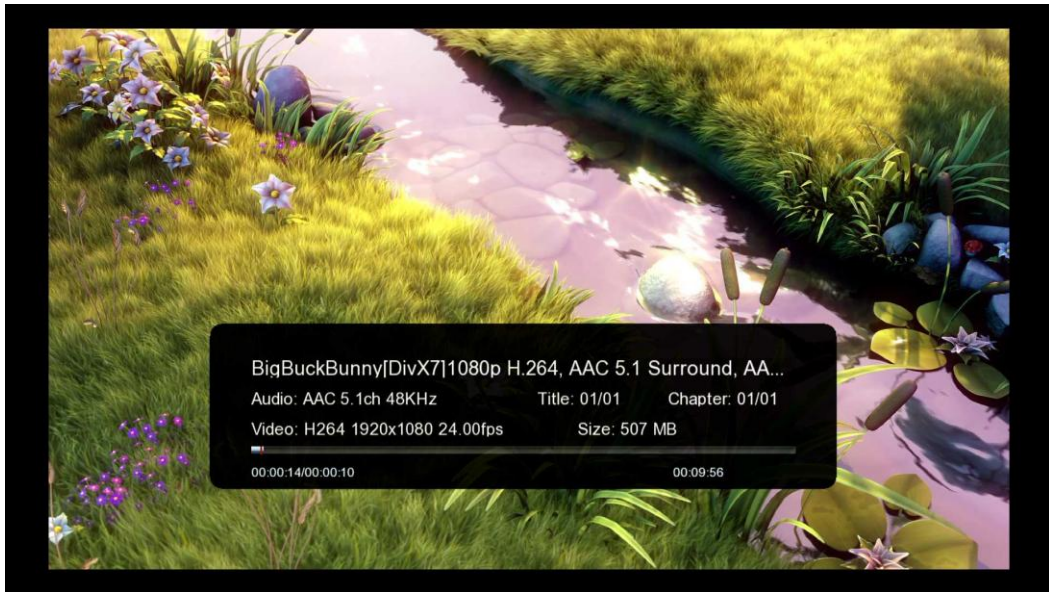 BigBuckBunny[DivX7]1080p H.264, AAC 5.1 Surround, AA...
Audio: AAC 5.1ch 48KHz Title: 01/01 Chapter: 01/01
Video: H264 1920x1080 24.00fps Size: 507 MB
00:00:14/00:00:10 00:09:56